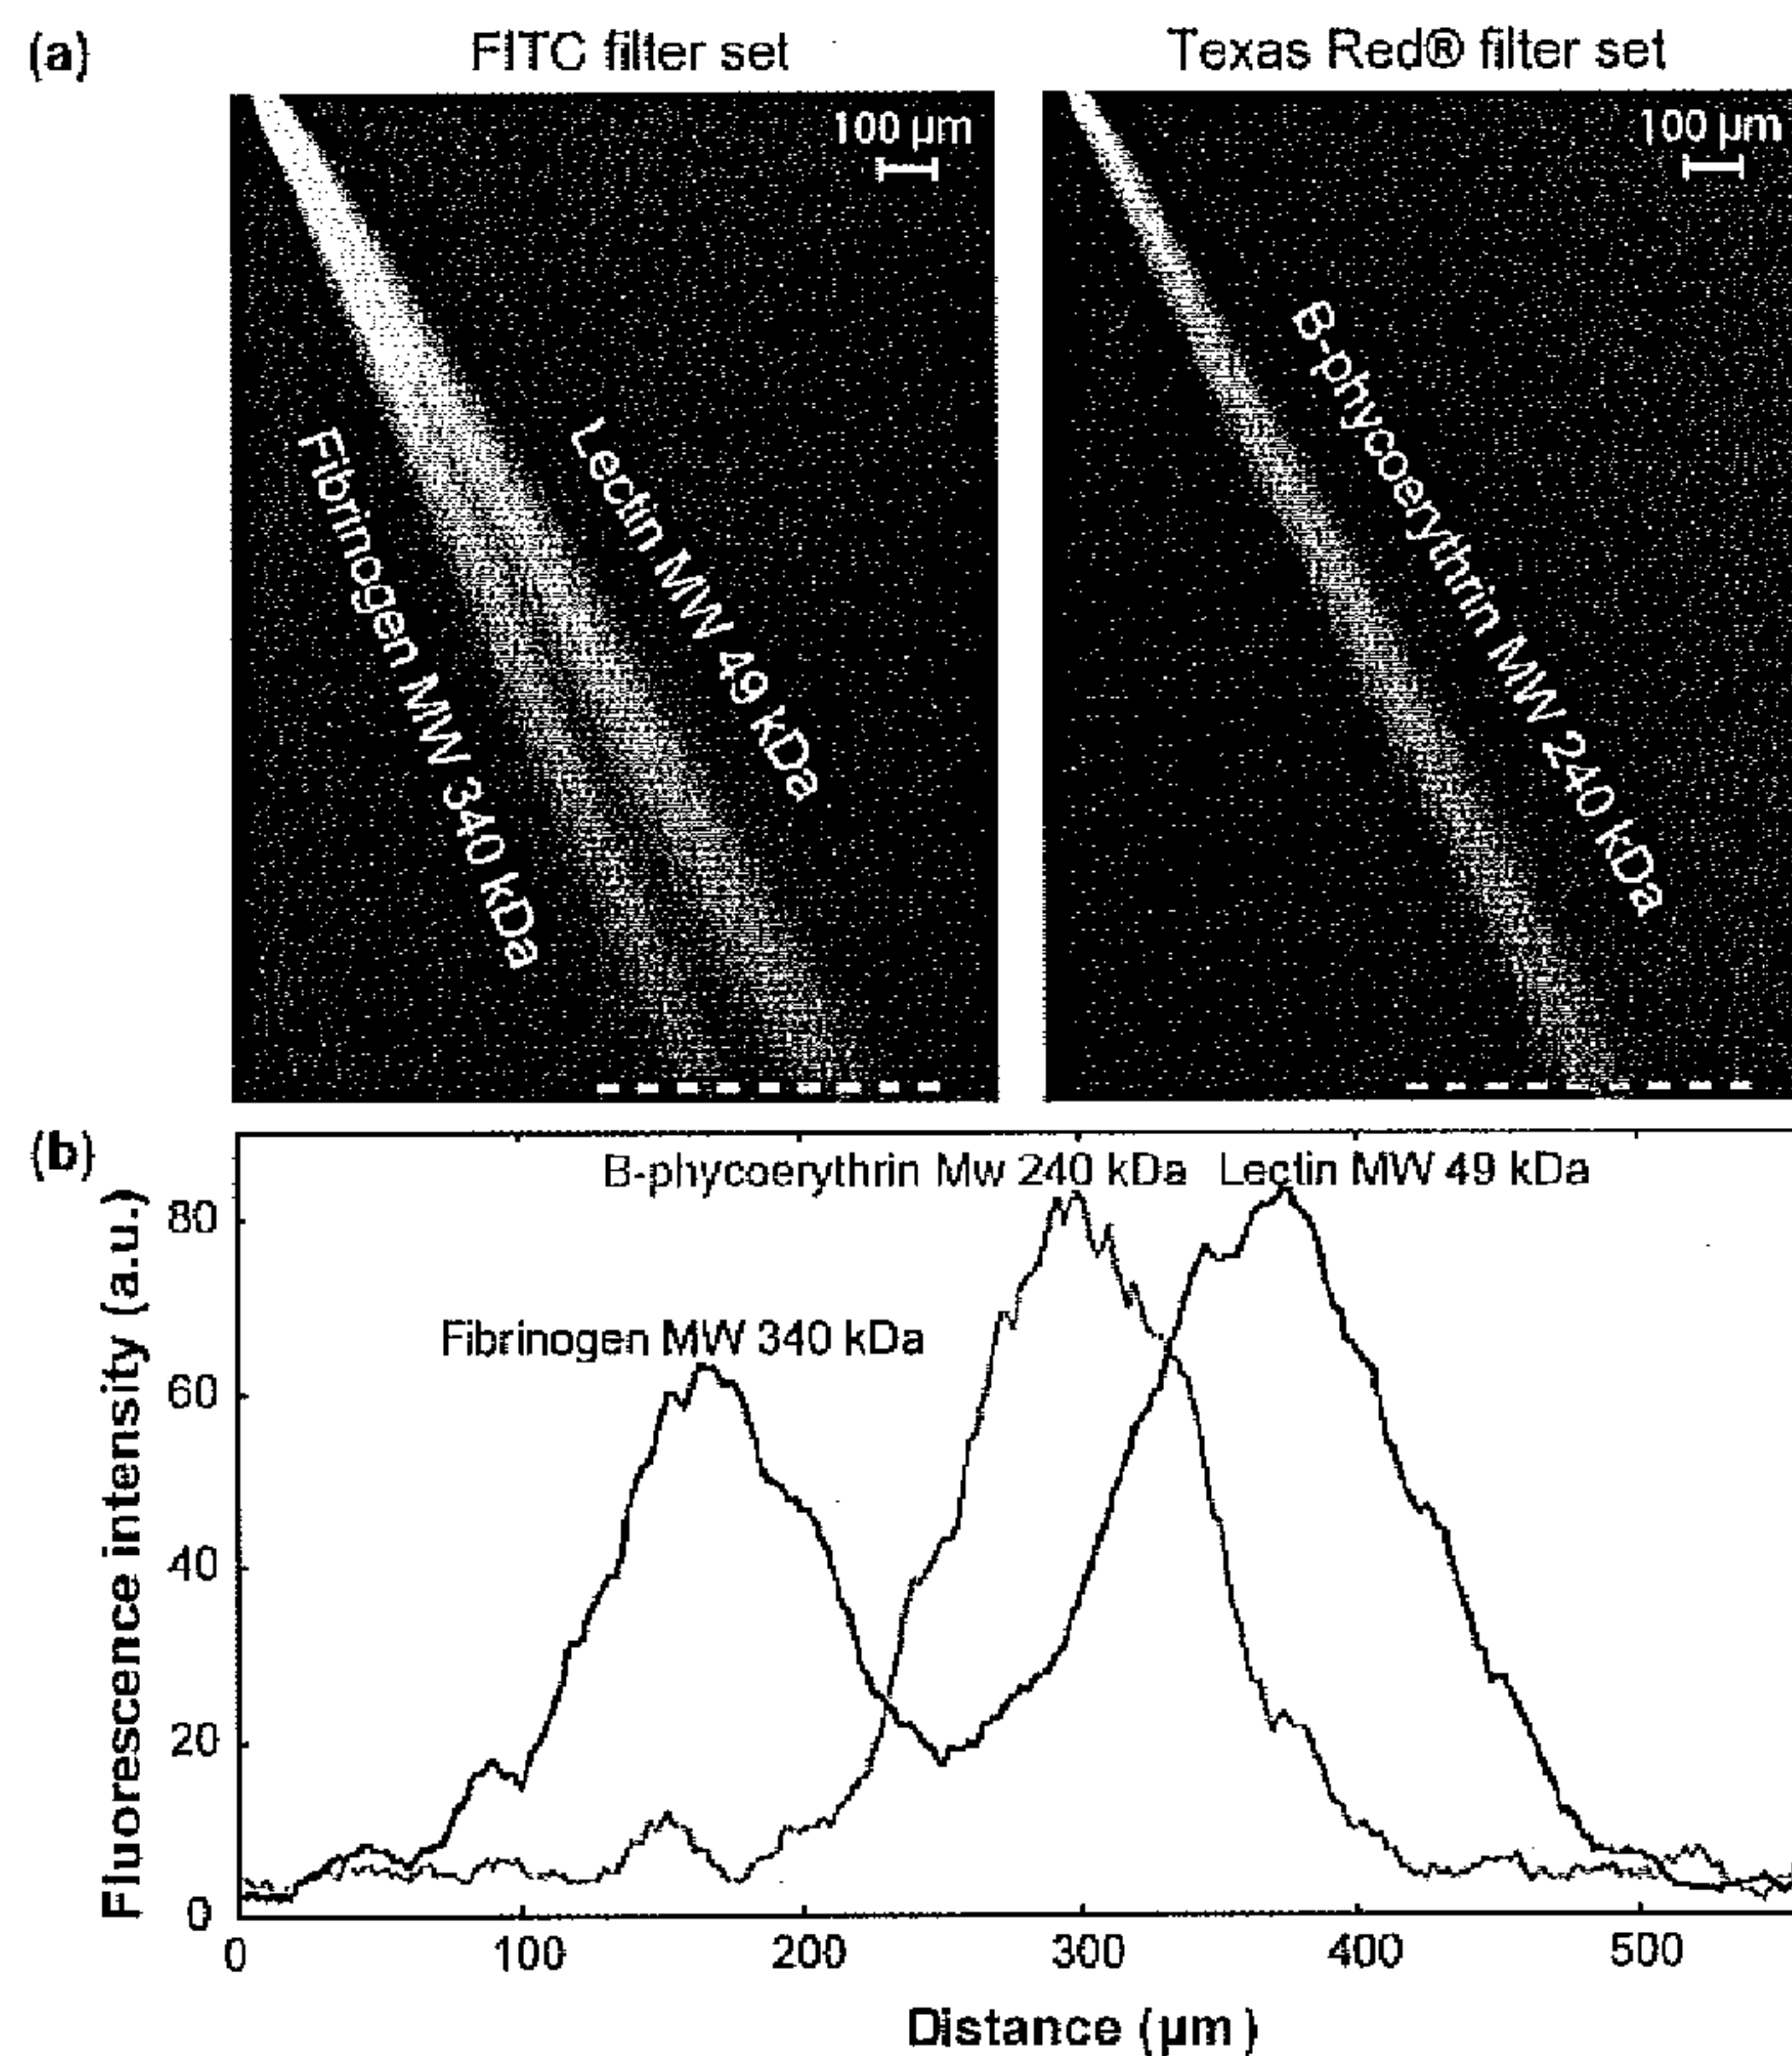 (a)
FITC filter set
Texas Red® filter set
100 µm
100 µm
Fibrinogen MW 340 kDa
Lectin MW 49 kDa
B-phycoerythrin MW 240 kDa
(b)
B-phycoerythrin Mw 240 kDa
Lectin MW 49 kDa
Fibrinogen MW 340 kDa
Fluorescence intensity (a.u.)
80
60
40
20
0
0 100 200 300 400 500
Distance (µm)